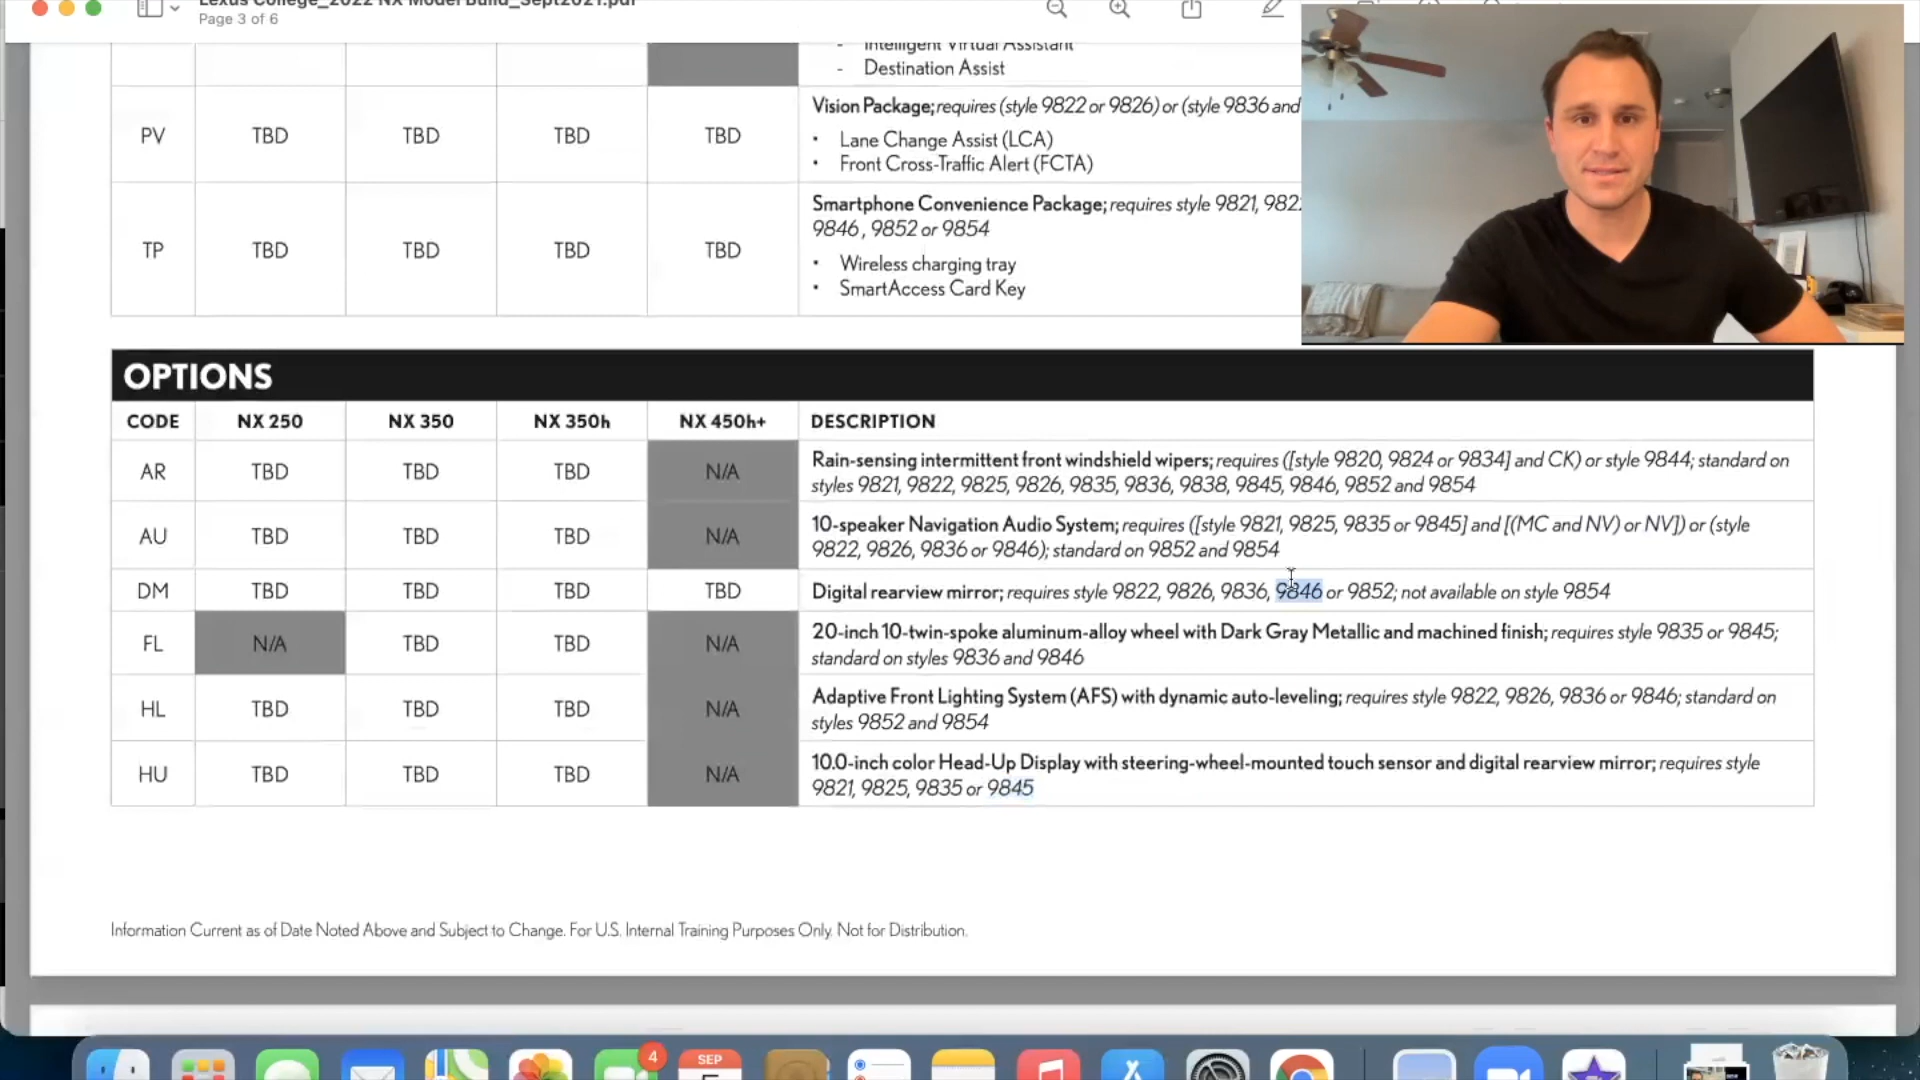 Lexus College_2022 NX Model Build_Sept2021.pdf
Page 3 of 6
- Intelligent Virtual Assistant
- Destination Assist
PV TBD TBD TBD TBD Vision Package; requires (style 9822 or 9826) or (style 9836 and
• Lane Change Assist (LCA)
• Front Cross-Traffic Alert (FCTA)
Smartphone Convenience Package; requires style 9821, 982
9846 , 9852 or 9854
TP TBD TBD TBD TBD
• Wireless charging tray
• SmartAccess Card Key
OPTIONS
CODE NX 250 NX 350 NX 350h NX 450h+ DESCRIPTION
AR TBD TBD TBD N/A Rain-sensing intermittent front windshield wipers; requires ([style 9820, 9824 or 9834] and CK) or style 9844; standard on
styles 9821, 9822, 9825, 9826, 9835, 9836, 9838, 9845, 9846, 9852 and 9854
AU TBD TBD TBD N/A 10-speaker Navigation Audio System; requires ([style 9821, 9825, 9835 or 9845] and [(MC and NV) or NV]) or (style
9822, 9826, 9836 or 9846); standard on 9852 and 9854
DM TBD TBD TBD TBD Digital rearview mirror; requires style 9822, 9826, 9836, 9846 or 9852; not available on style 9854
FL N/A TBD TBD N/A 20-inch 10-twin-spoke aluminum-alloy wheel with Dark Gray Metallic and machined finish; requires style 9835 or 9845;
standard on styles 9836 and 9846
HL TBD TBD TBD N/A Adaptive Front Lighting System (AFS) with dynamic auto-leveling; requires style 9822, 9826, 9836 or 9846; standard on
styles 9852 and 9854
HU TBD TBD TBD N/A 10.0-inch color Head-Up Display with steering-wheel-mounted touch sensor and digital rearview mirror; requires style
9821, 9825, 9835 or 9845
Information Current as of Date Noted Above and Subject to Change. For U.S. Internal Training Purposes Only. Not for Distribution.
4
SEP